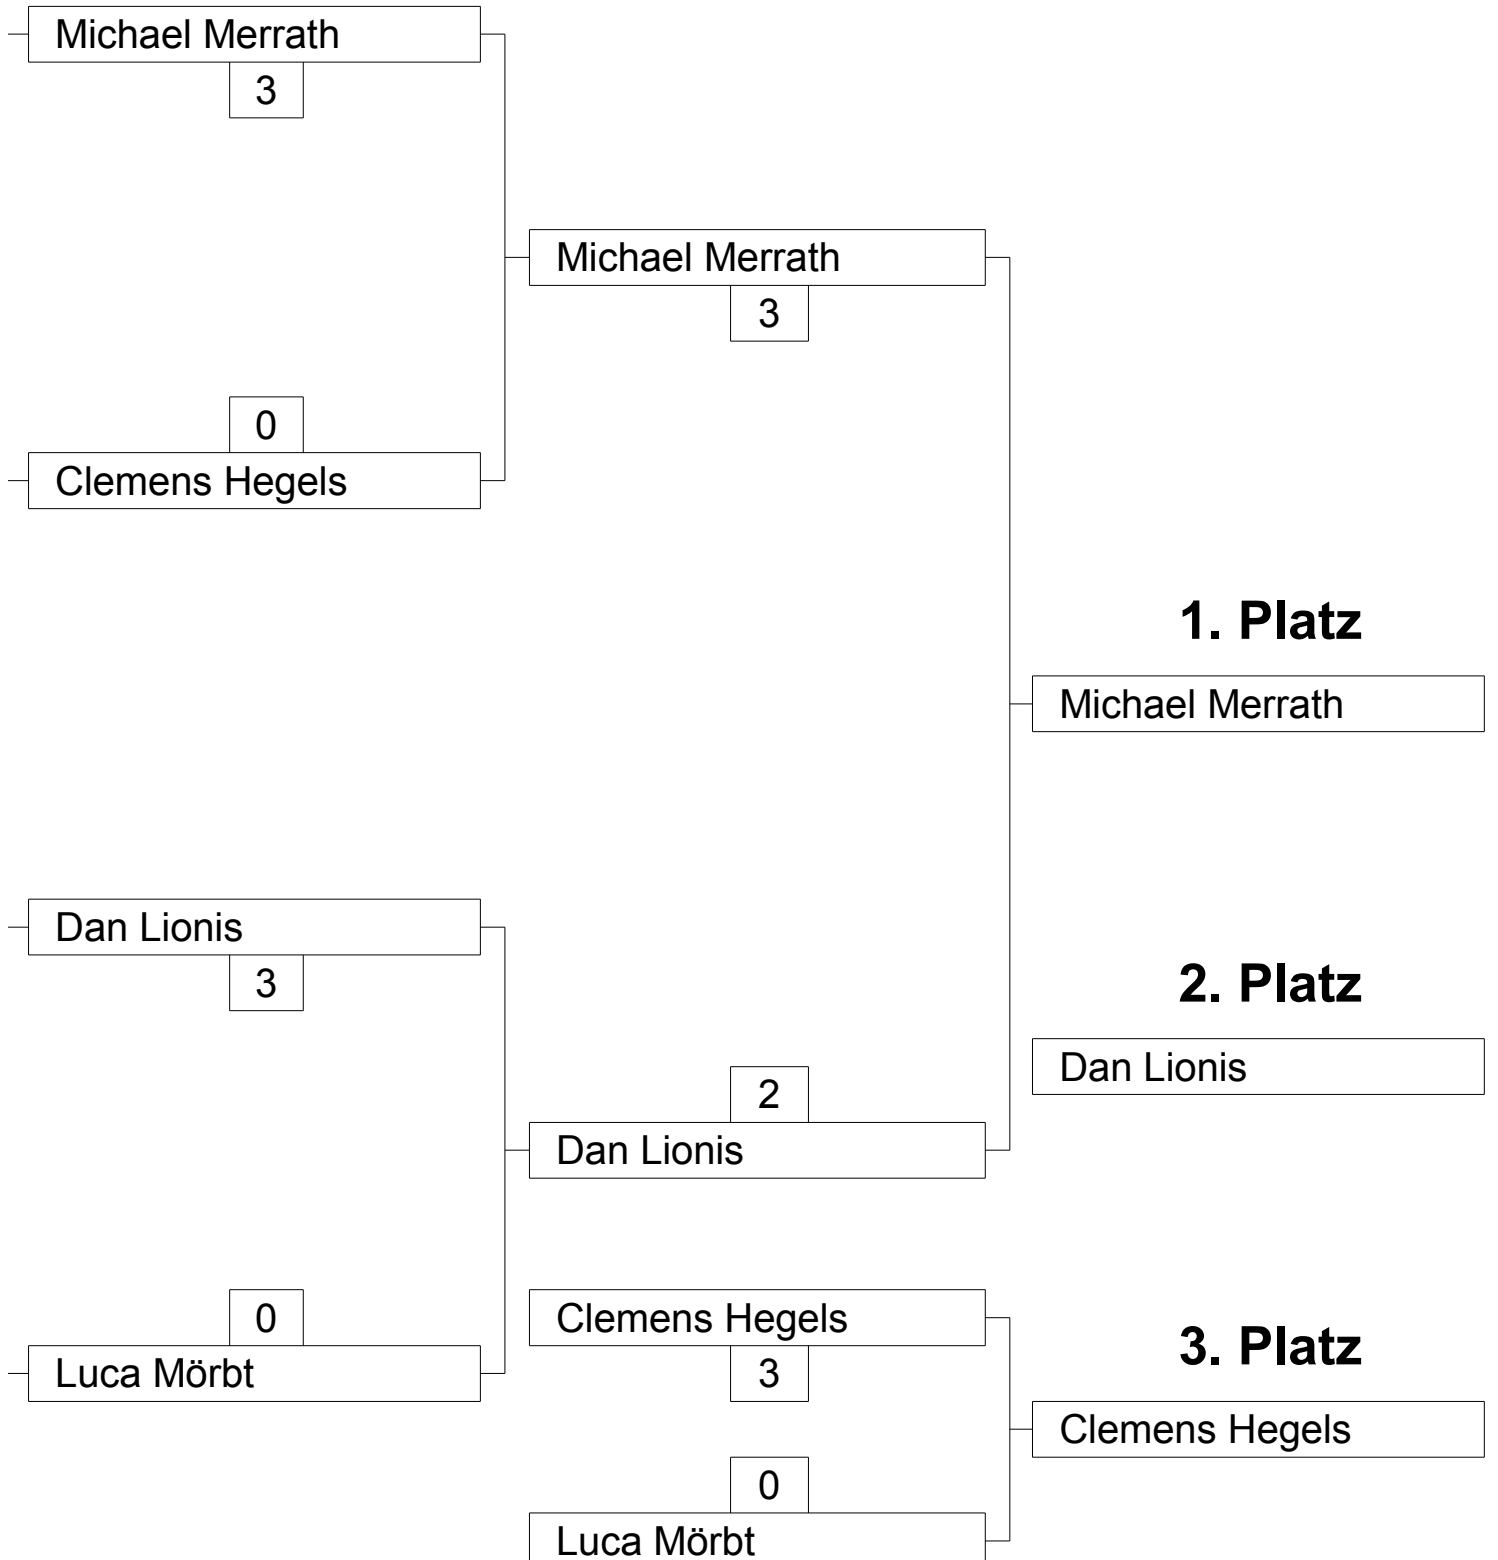 Michael Merrath
3
0
Clemens Hegels
Dan Lionis
3
0
Luca Mörbt
Michael Merrath
3
2
Dan Lionis
Clemens Hegels
3
0
Luca Mörbt
1. Platz
Michael Merrath
2. Platz
Dan Lionis
3. Platz
Clemens Hegels